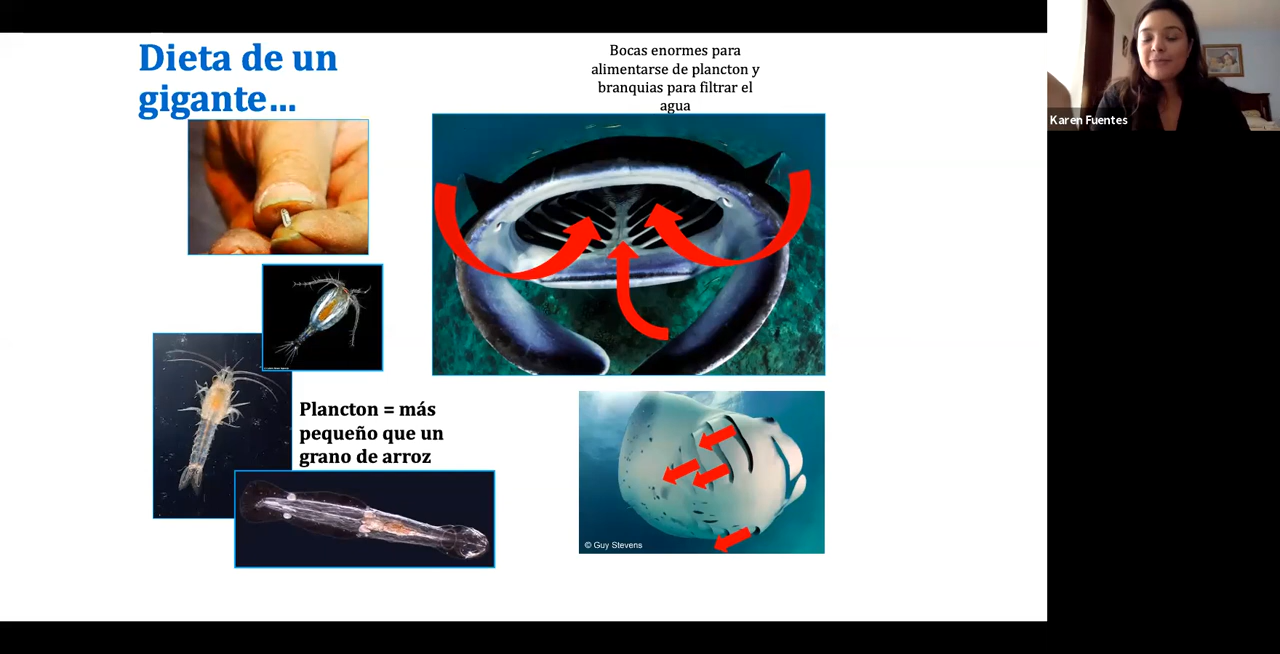 Dieta de un
gigante...
Bocas enormes para
alimentarse de plancton y
branquias para filtrar el
agua
Karen Fuentes
Plancton = más
pequeño que un
grano de arroz
© Guy Stevens